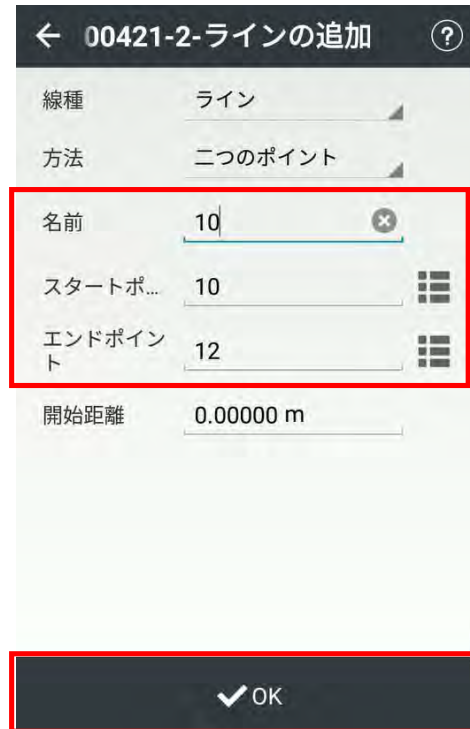 00421-2-ラインの追加
線種 ライン
方法 二つのポイント
名前 10
スタートポ... 10
エンドポイン
ト 12
開始距離 0.00000 m
OK